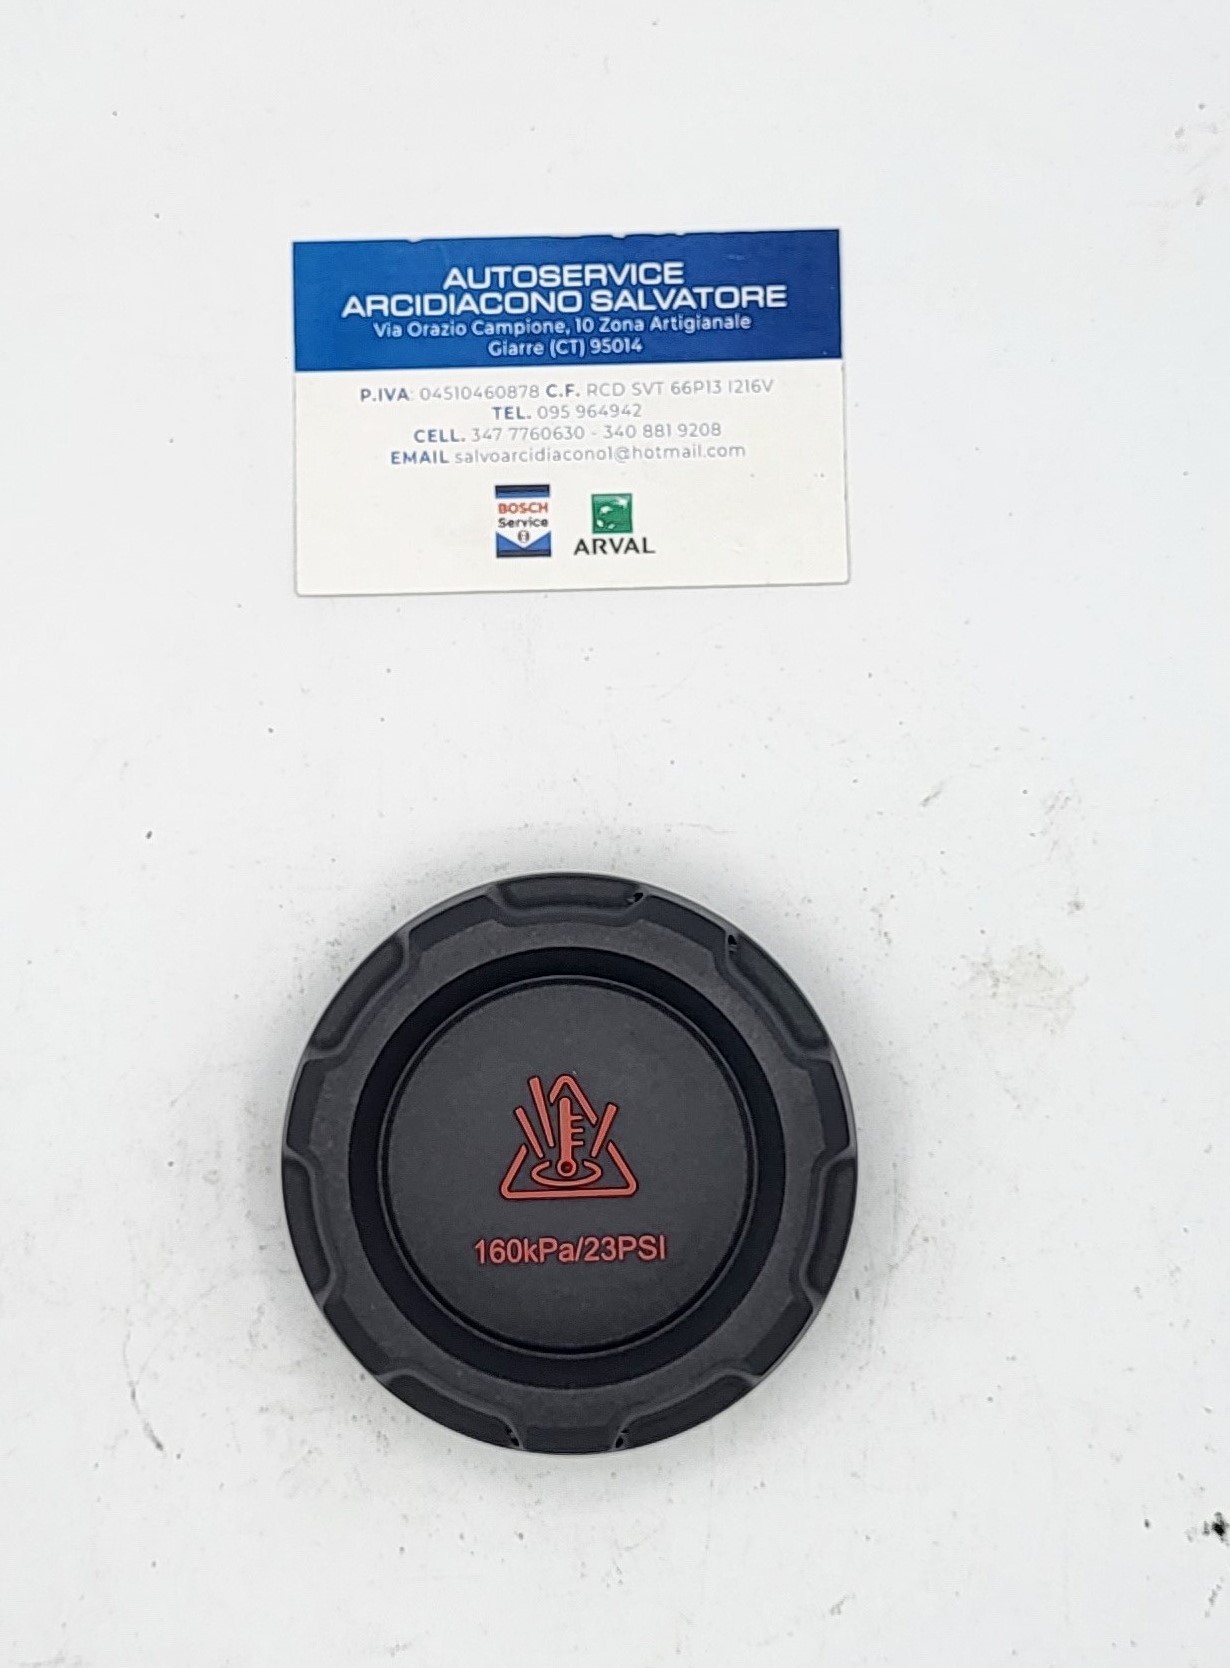 AUTOSERVICE
ARCIDIACONO SALVATORE
Via Orazio Campione, 10 Zona Artigianale
Giarre (CT) 95014
P.IVA: 04510460878 C.F. RCD SVT 66P13 I216V
TEL. 095 964942
CELL. 347 7760630 - 340 881 9208
EMAIL salvoarcidiacono1@hotmail.com
BOSCH
Service
ARVAL
160kPa/23PSI